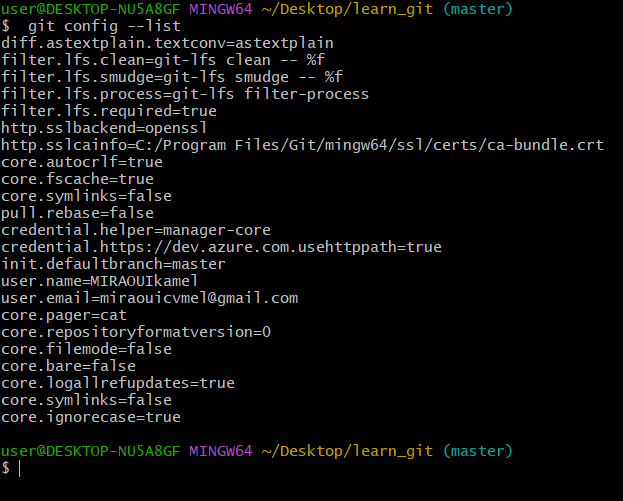 user@DESKTOP-NU5A8GF MINGW64 ~/Desktop/learn_git (master)
$  git config --list
diff.astextplain.textconv=astextplain
filter.lfs.clean=git-lfs clean -- %f
filter.lfs.smudge=git-lfs smudge -- %f
filter.lfs.process=git-lfs filter-process
filter.lfs.required=true
http.sslbackend=openssl
http.sslcainfo=C:/Program Files/Git/mingw64/ssl/certs/ca-bundle.crt
core.autocrlf=true
core.fscache=true
core.symlinks=false
pull.rebase=false
credential.helper=manager-core
credential.https://dev.azure.com.usehttppath=true
init.defaultbranch=master
user.name=MIRAOUIkamel
user.email=miraouicvmel@gmail.com
core.pager=cat
core.repositoryformatversion=0
core.filemode=false
core.bare=false
core.logallrefupdates=true
core.symlinks=false
core.ignorecase=true
user@DESKTOP-NU5A8GF MINGW64 ~/Desktop/learn_git (master)
$